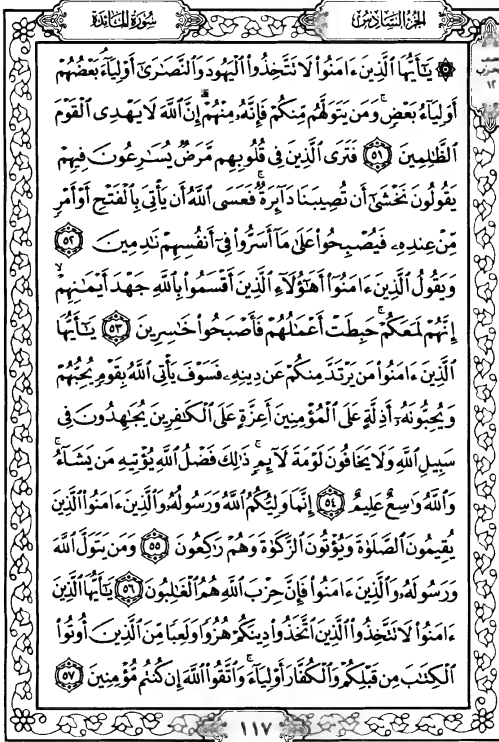 الجزء السادس
سورة المائدة
۞ يَٰٓأَيُّهَا ٱلَّذِينَ ءَامَنُوا۟ لَا تَتَّخِذُوا۟ ٱلْيَهُودَ وَٱلنَّصَٰرَىٰٓ أَوْلِيَآءَۘ بَعْضُهُمْ
أَوْلِيَآءُ بَعْضٍۚ وَمَن يَتَوَلَّهُم مِّنكُمْ فَإِنَّهُۥ مِنْهُمْۗ إِنَّ ٱللَّهَ لَا يَهْدِى ٱلْقَوْمَ
ٱلظَّٰلِمِينَ ٥١ فَتَرَى ٱلَّذِينَ فِى قُلُوبِهِم مَّرَضٌ يُسَٰرِعُونَ فِيهِمْ
يَقُولُونَ نَخْشَىٰٓ أَن تُصِيبَنَا دَآئِرَةٌۚ فَعَسَى ٱللَّهُ أَن يَأْتِىَ بِٱلْفَتْحِ أَوْ أَمْرٍ
مِّنْ عِندِهِۦ فَيُصْبِحُوا۟ عَلَىٰ مَآ أَسَرُّوا۟ فِىٓ أَنفُسِهِمْ نَٰدِمِينَ ٥٢
وَيَقُولُ ٱلَّذِينَ ءَامَنُوٓا۟ أَهَٰٓؤُلَآءِ ٱلَّذِينَ أَقْسَمُوا۟ بِٱللَّهِ جَهْدَ أَيْمَٰنِهِمْۙ
إِنَّهُمْ لَمَعَكُمْۚ حَبِطَتْ أَعْمَٰلُهُمْ فَأَصْبَحُوا۟ خَٰسِرِينَ ٥٣ يَٰٓأَيُّهَا
ٱلَّذِينَ ءَامَنُوا۟ مَن يَرْتَدَّ مِنكُمْ عَن دِينِهِۦ فَسَوْفَ يَأْتِى ٱللَّهُ بِقَوْمٍ يُحِبُّهُمْ
وَيُحِبُّونَهُۥٓ أَذِلَّةٍ عَلَى ٱلْمُؤْمِنِينَ أَعِزَّةٍ عَلَى ٱلْكَٰفِرِينَ يُجَٰهِدُونَ فِى
سَبِيلِ ٱللَّهِ وَلَا يَخَافُونَ لَوْمَةَ لَآئِمٍۚ ذَٰلِكَ فَضْلُ ٱللَّهِ يُؤْتِيهِ مَن يَشَآءُۚ
وَٱللَّهُ وَٰسِعٌ عَلِيمٌ ٥٤ إِنَّمَا وَلِيُّكُمُ ٱللَّهُ وَرَسُولُهُۥ وَٱلَّذِينَ ءَامَنُوا۟ ٱلَّذِينَ
يُقِيمُونَ ٱلصَّلَوٰةَ وَيُؤْتُونَ ٱلزَّكَوٰةَ وَهُمْ رَٰكِعُونَ ٥٥ وَمَن يَتَوَلَّ ٱللَّهَ
وَرَسُولَهُۥ وَٱلَّذِينَ ءَامَنُوا۟ فَإِنَّ حِزْبَ ٱللَّهِ هُمُ ٱلْغَٰلِبُونَ ٥٦ يَٰٓأَيُّهَا ٱلَّذِينَ
ءَامَنُوا۟ لَا تَتَّخِذُوا۟ ٱلَّذِينَ ٱتَّخَذُوا۟ دِينَكُمْ هُزُوًا وَلَعِبًا مِّنَ ٱلَّذِينَ أُوتُوا۟
ٱلْكِتَٰبَ مِن قَبْلِكُمْ وَٱلْكُفَّارَ أَوْلِيَآءَۚ وَٱتَّقُوا۟ ٱللَّهَ إِن كُنتُم مُّؤْمِنِينَ ٥٧
١١٧